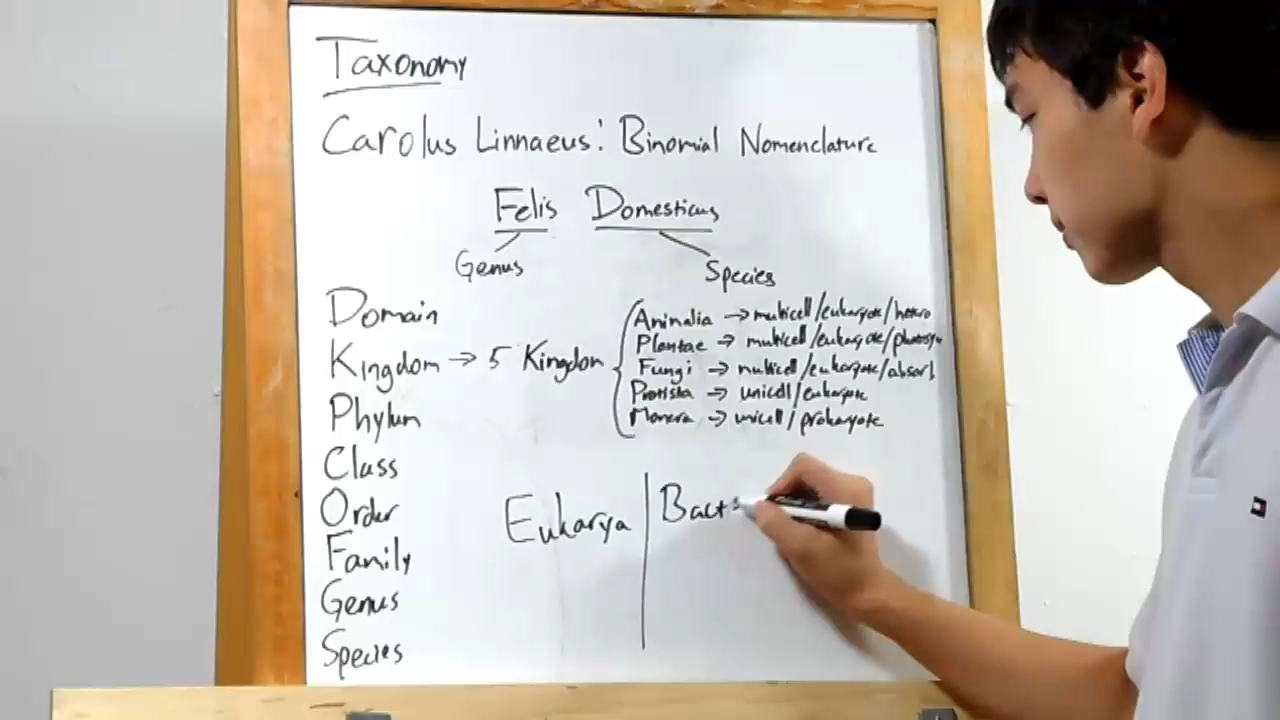 Taxonomy
Carolus Linnaeus: Binomial Nomenclature
Felis Domesticus
Genus Species
Domain
Kingdom → 5 Kingdom
Animalia → multicell/eukaryote/hetero
Plantae → multicell/eukaryote/photosyn
Fungi → multicell/eukaryote/absorb
Protista → unicell/eukaryote
Monera → unicell/prokaryote
Phylum
Class
Order
Family
Genus
Species
Eukarya | Bact